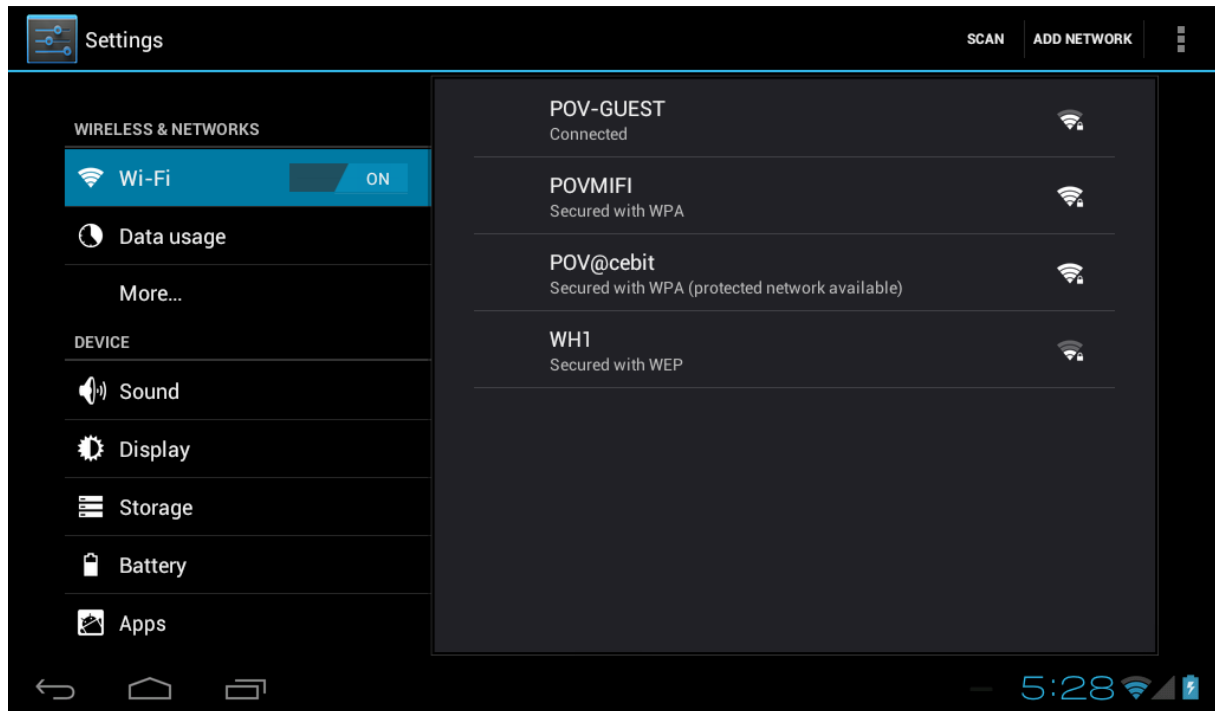 Settings
SCAN
ADD NETWORK
WIRELESS & NETWORKS
Wi-Fi
ON
Data usage
More...
DEVICE
Sound
Display
Storage
Battery
Apps
POV-GUEST
Connected
POVMIFI
Secured with WPA
POV@cebit
Secured with WPA (protected network available)
WH1
Secured with WEP
5:28